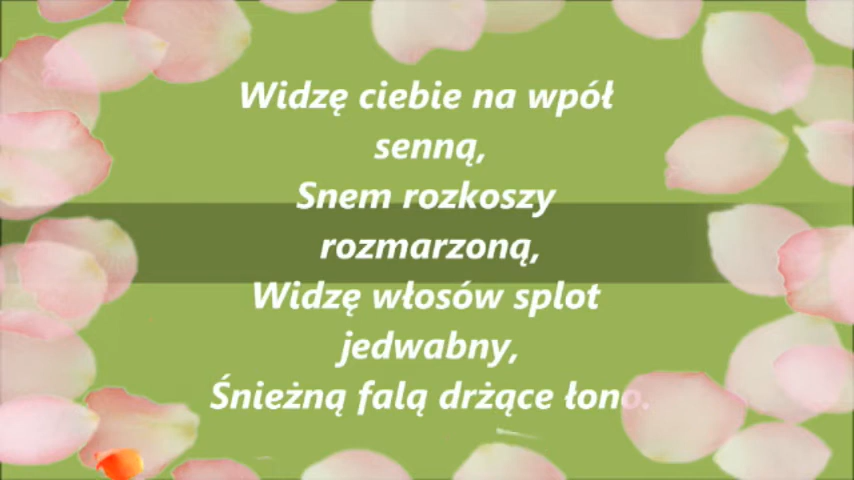 Widzę ciebie na wpół
senną,
Snem rozkoszy
rozmarzoną,
Widzę włosów splot
jedwabny,
Śnieżną falą drżące łono.